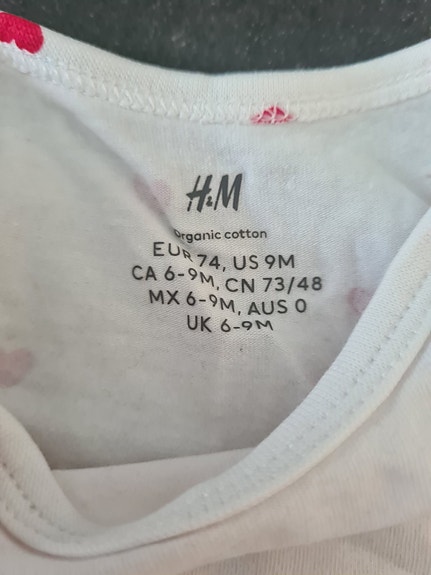 H&M
organic cotton
EUR 74, US 9M
CA 6-9M, CN 73/48
MX 6-9M, AUS 0
UK 6-9M